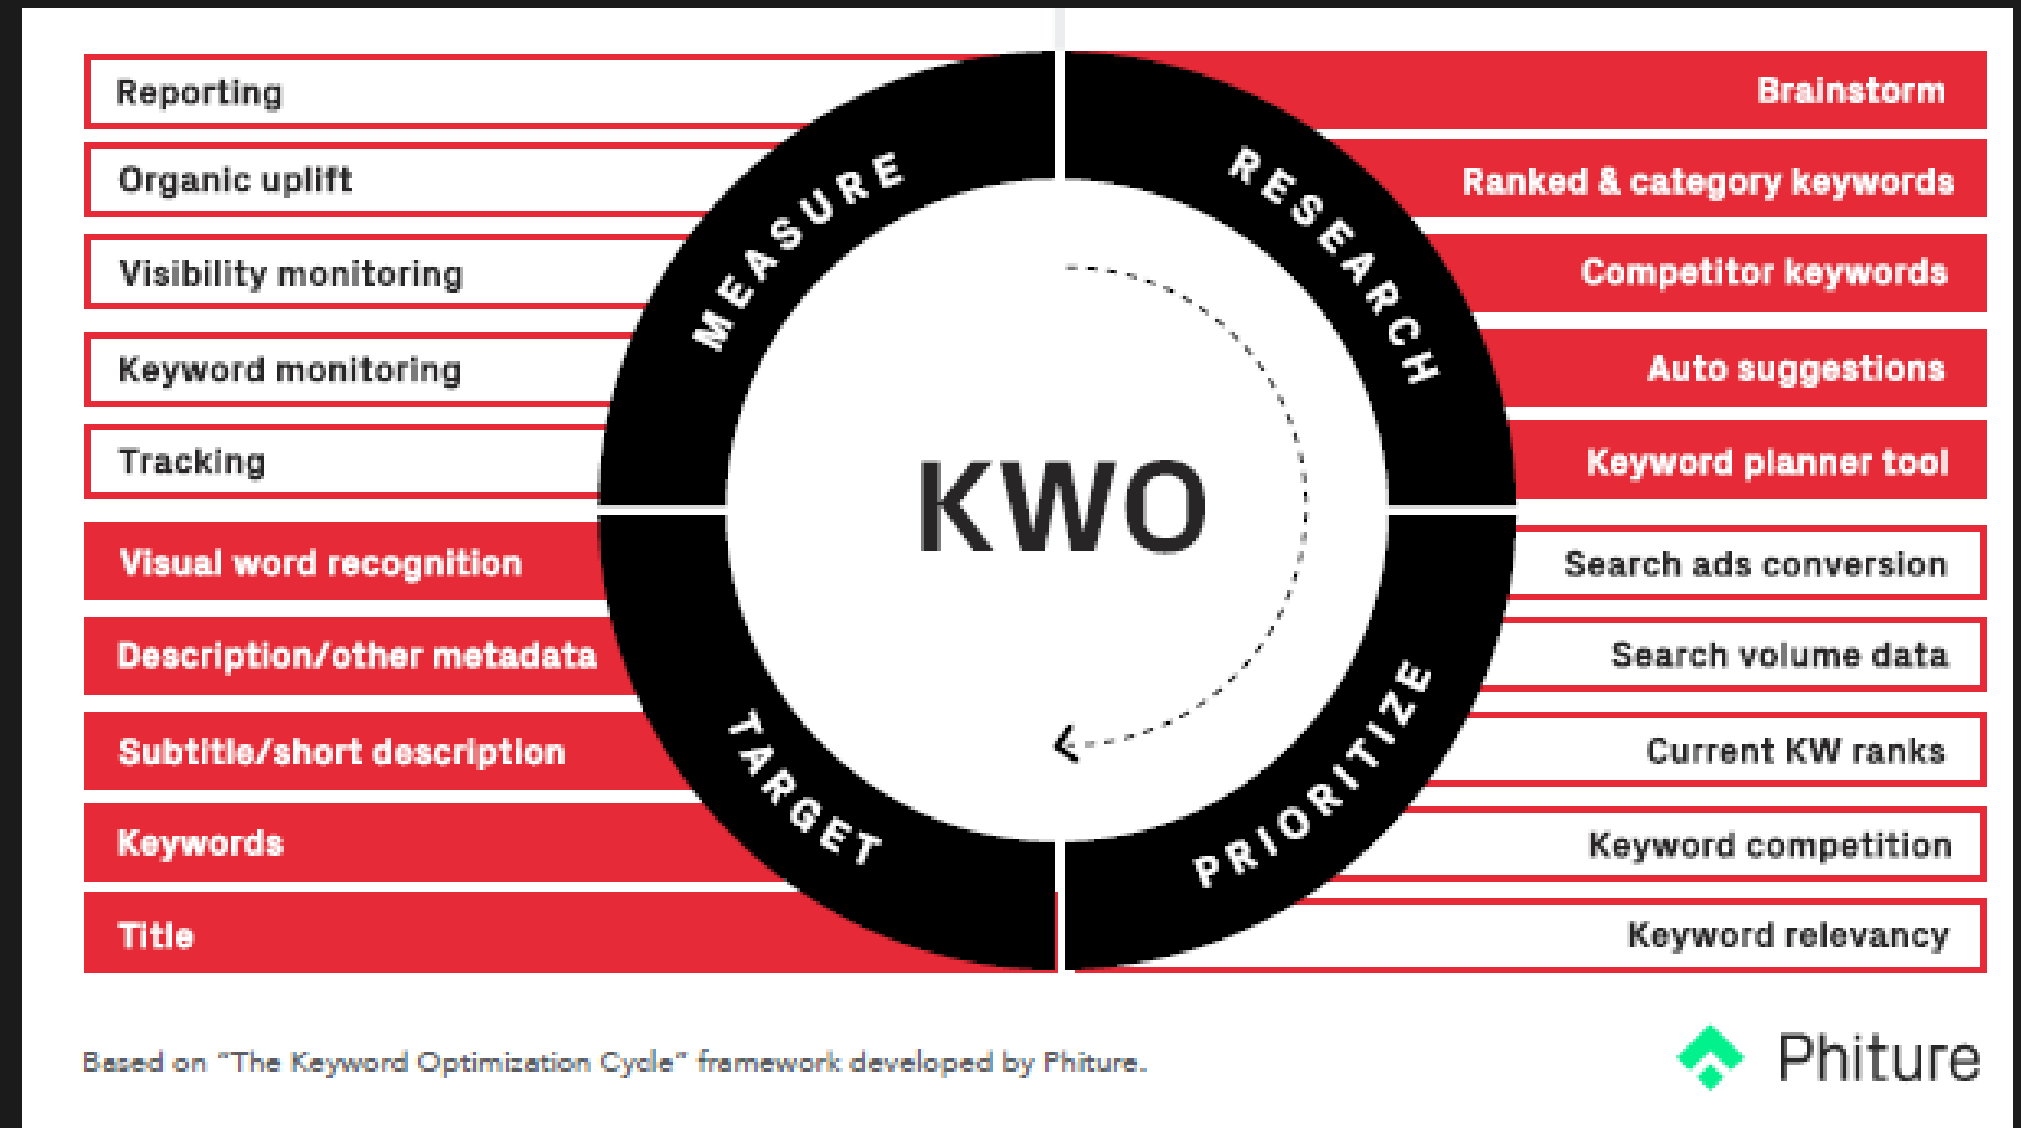 Reporting
Organic uplift
Visibility monitoring
Keyword monitoring
Tracking
Visual word recognition
Description/other metadata
Subtitle/short description
Keywords
Title
MEASURE
RESEARCH
KWO
TARGET
PRIORITIZE
Brainstorm
Ranked & category keywords
Competitor keywords
Auto suggestions
Keyword planner tool
Search ads conversion
Search volume data
Current KW ranks
Keyword competition
Keyword relevancy
Based on "The Keyword Optimization Cycle" framework developed by Phiture.
Phiture